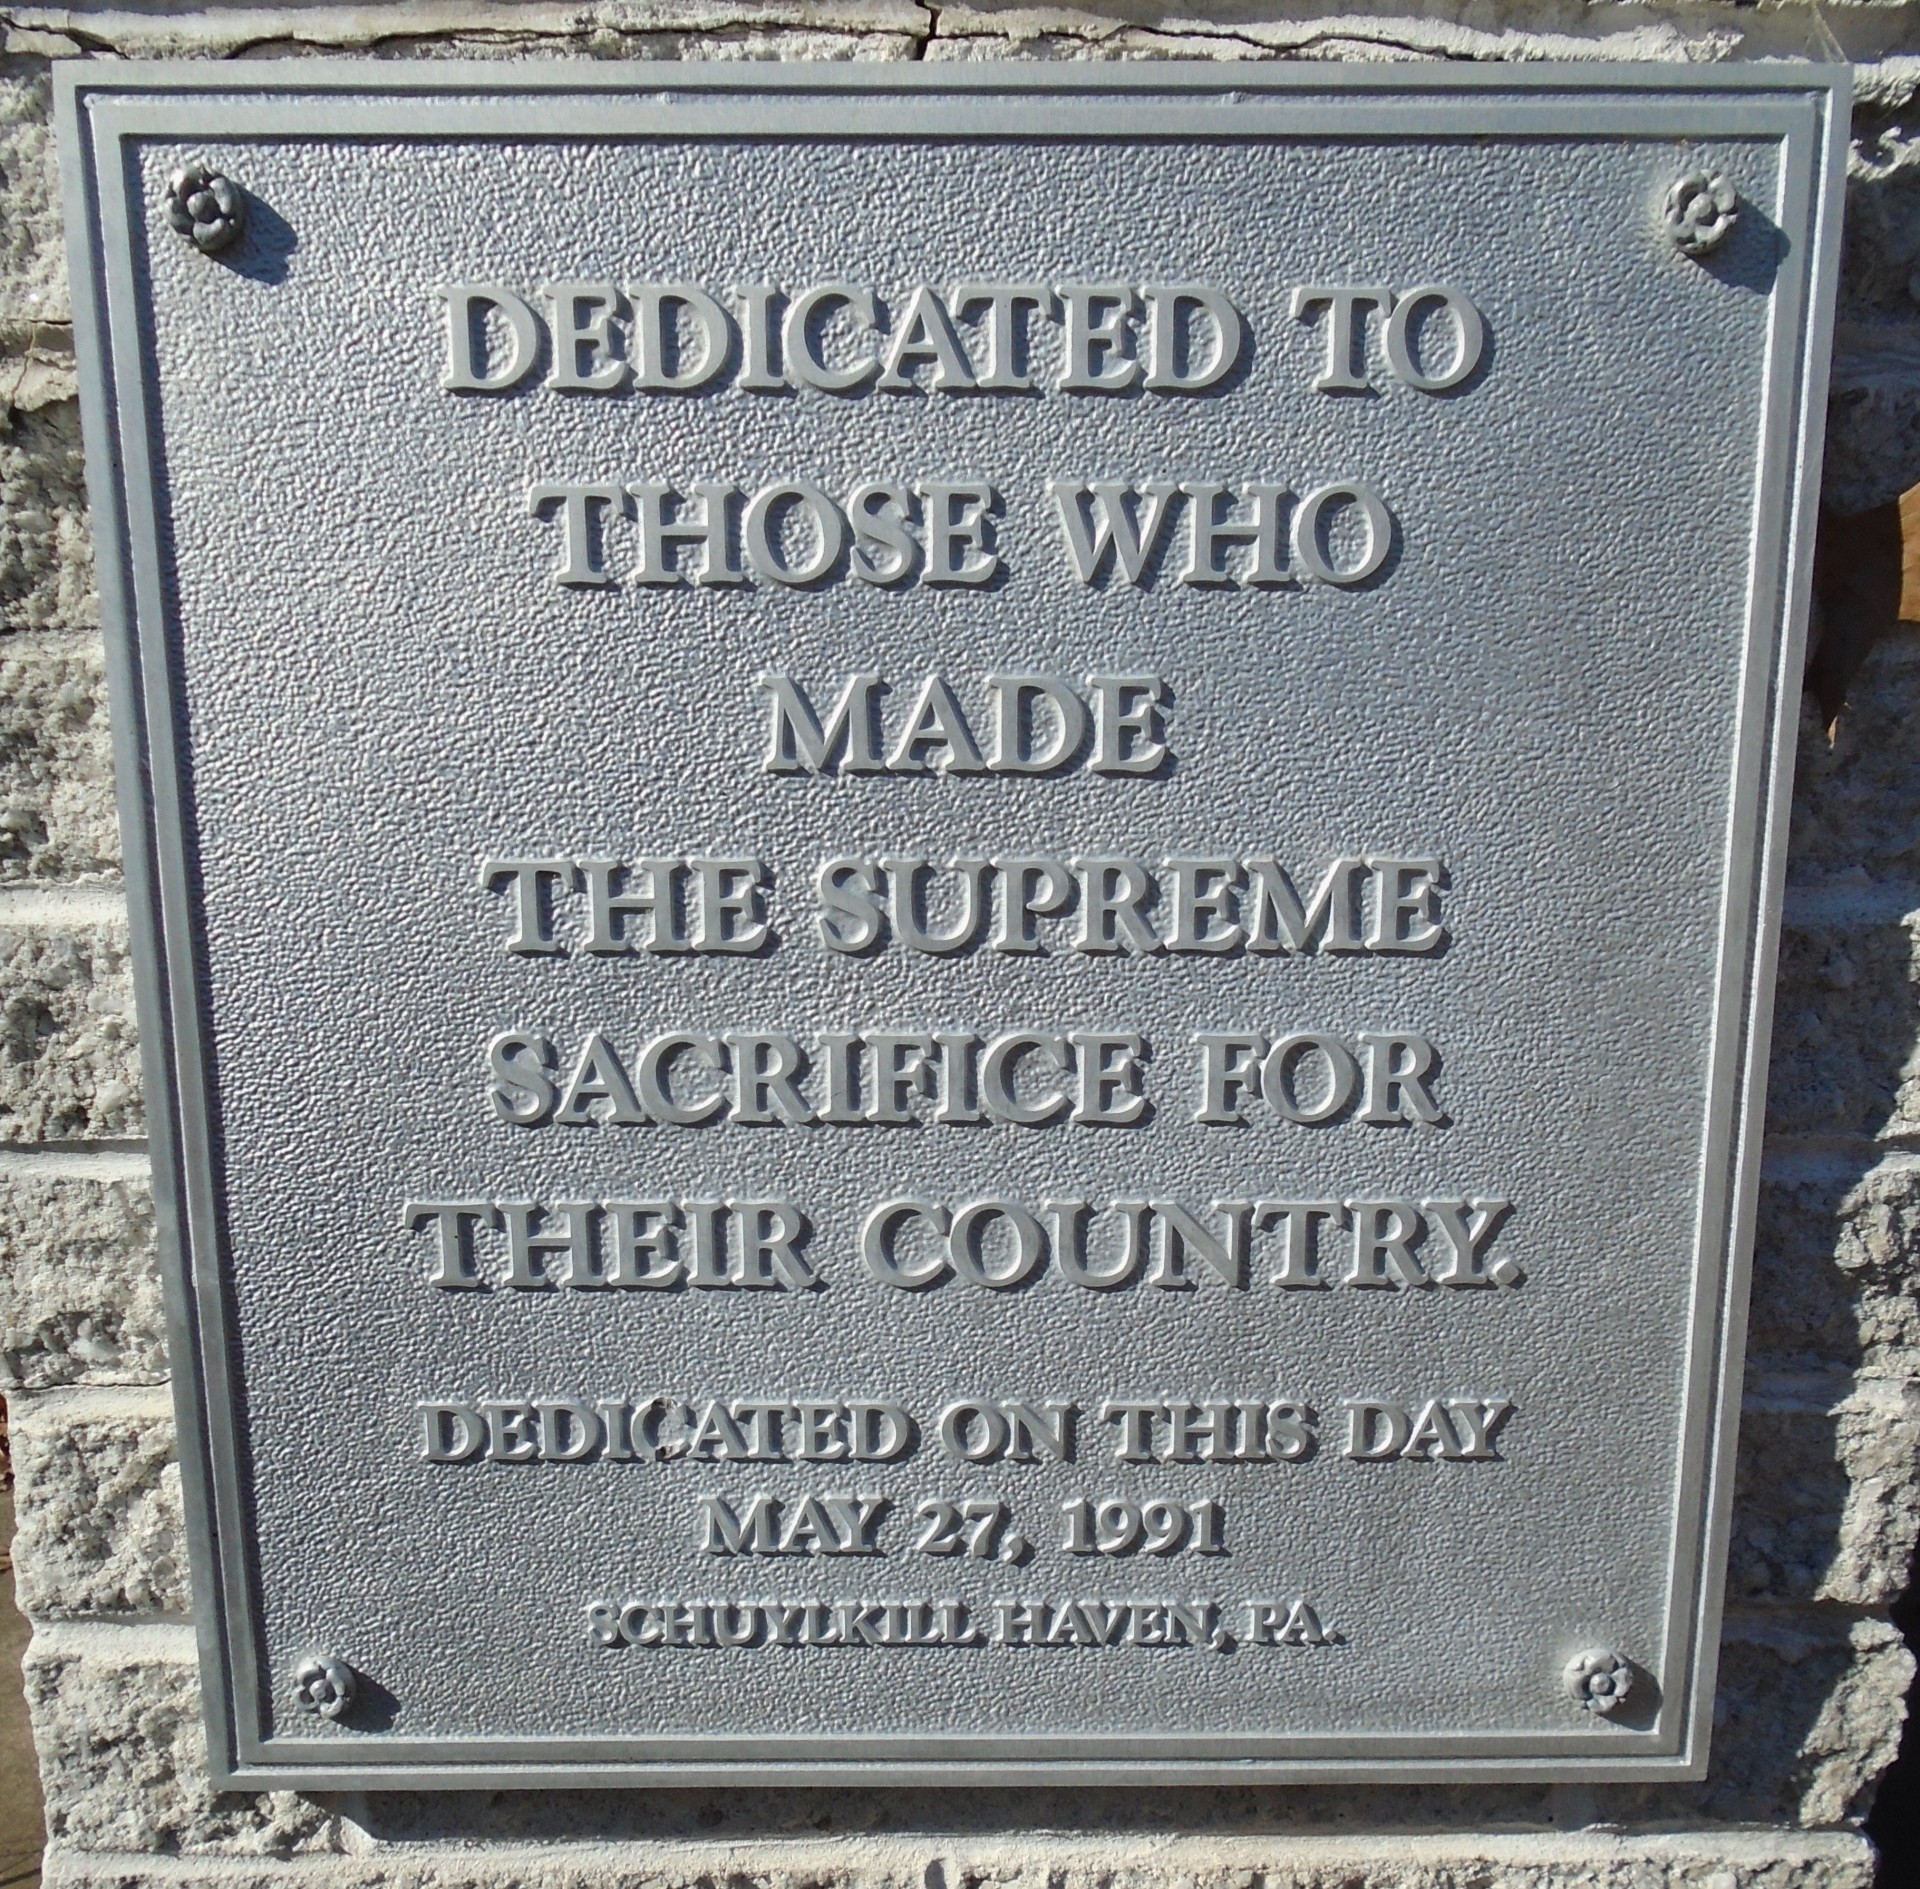 DEDICATED TO
THOSE WHO
MADE
THE SUPREME
SACRIFICE FOR
THEIR COUNTRY.
DEDICATED ON THIS DAY
MAY 27, 1991
SCHUYLKILL HAVEN, PA.